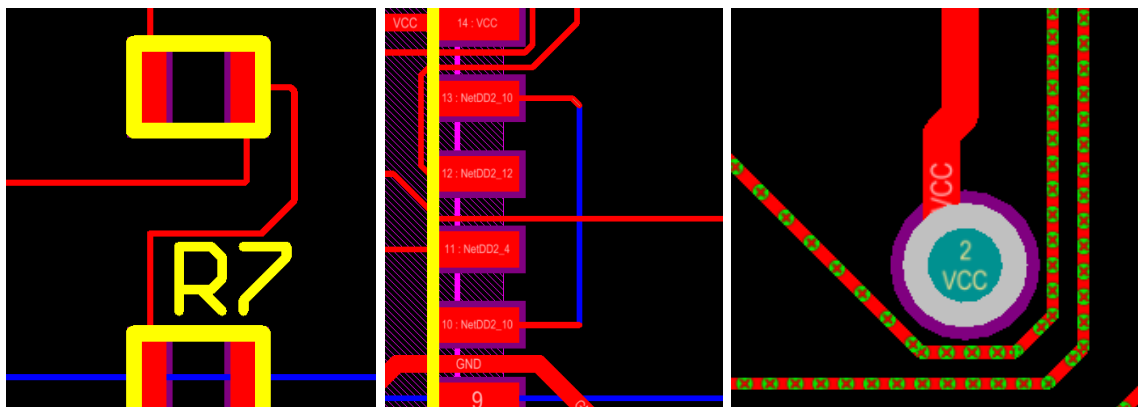 R7
VCC
14 : VCC
13 : NetDD2_10
12 : NetDD2_12
11 : NetDD2_4
10 : NetDD2_10
GND
9
VCC
2
VCC